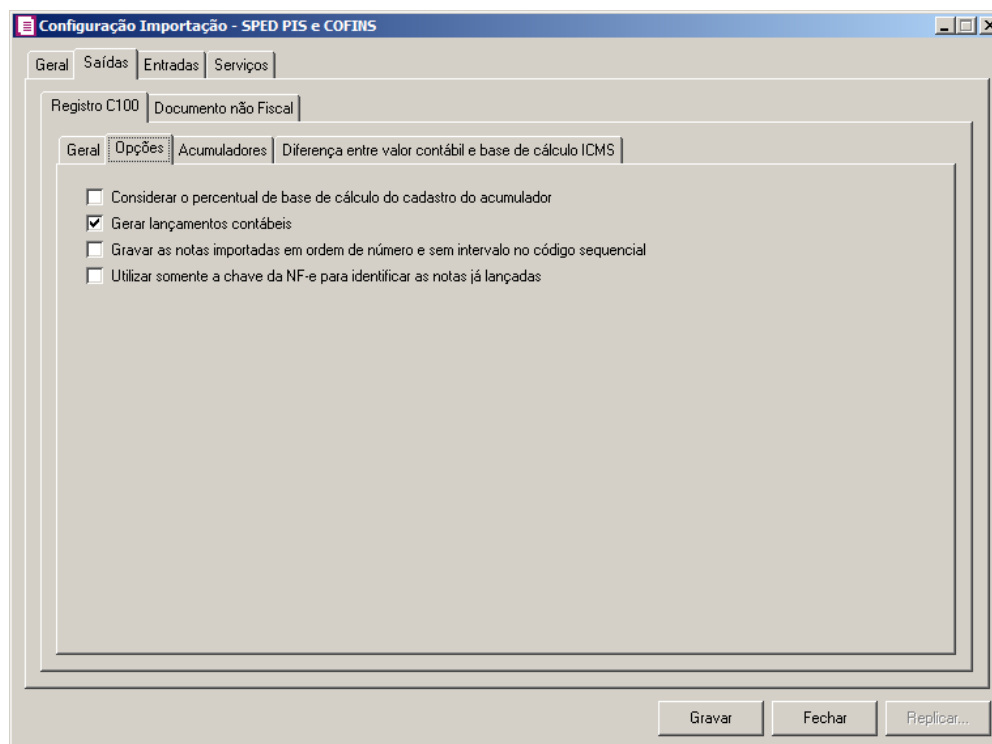 Configuração Importação - SPED PIS e COFINS
Geral Saídas Entradas Serviços
Registro C100 Documento não Fiscal
Geral Opções Acumuladores Diferença entre valor contábil e base de cálculo ICMS
Considerar o percentual de base de cálculo do cadastro do acumulador
Gerar lançamentos contábeis
Gravar as notas importadas em ordem de número e sem intervalo no código sequencial
Utilizar somente a chave da NF-e para identificar as notas já lançadas
Gravar Fechar Replicar...